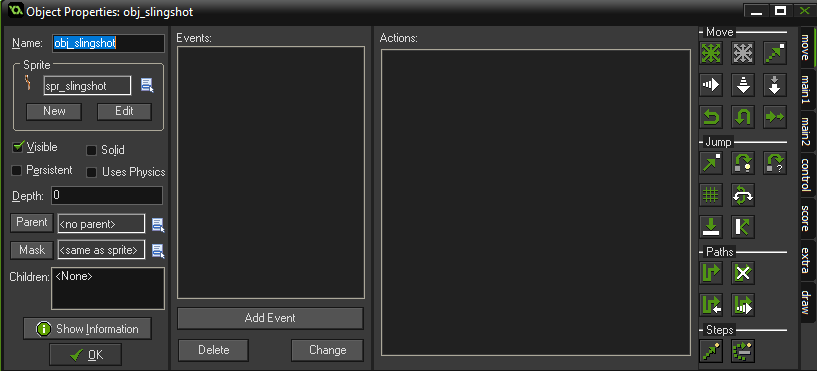 Object Properties: obj_slingshot
Name: obj_slingshot
Sprite
spr_slingshot
New Edit
Visible Solid
Persistent Uses Physics
Depth: 0
Parent <no parent>
Mask <same as sprite>
Children: <None>
Show Information
OK
Events:
Add Event
Delete Change
Actions:
Move
Jump
Paths
Steps
move
main1
main2
control
score
extra
draw